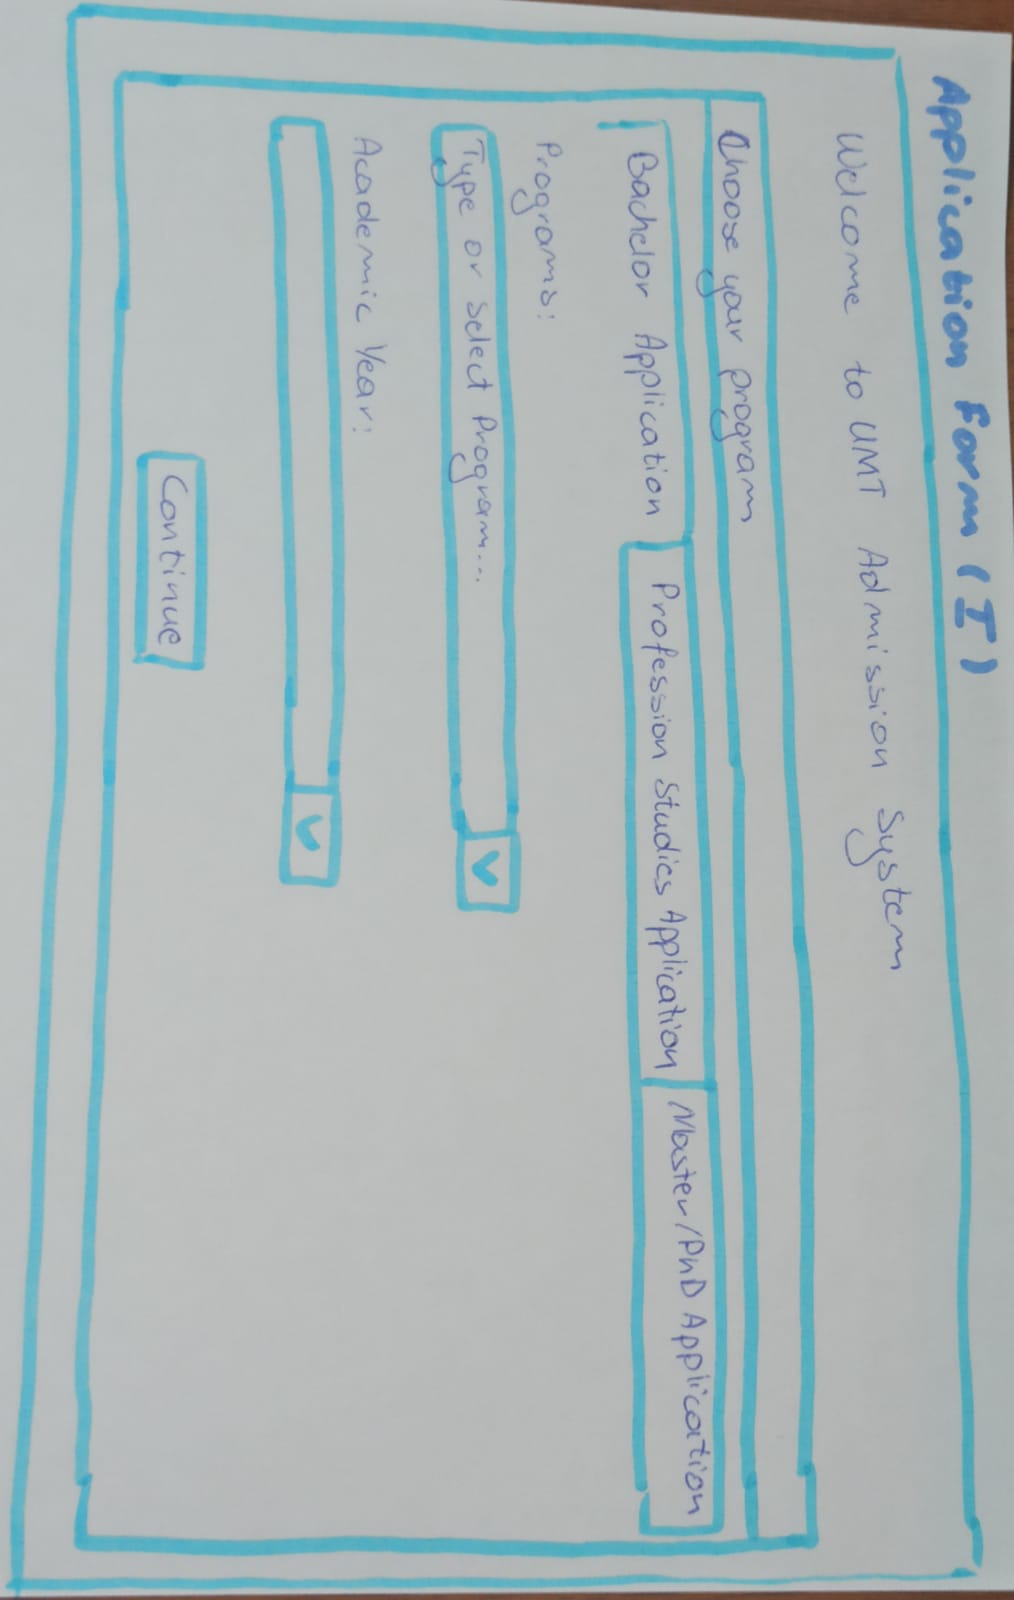 Application Form (I)
Welcome to UMT Admission System
Choose your program
Bachelor Application Profession Studies Application Master/PhD Application
Programs:
Type or select Program...
Academic Year:
Continue